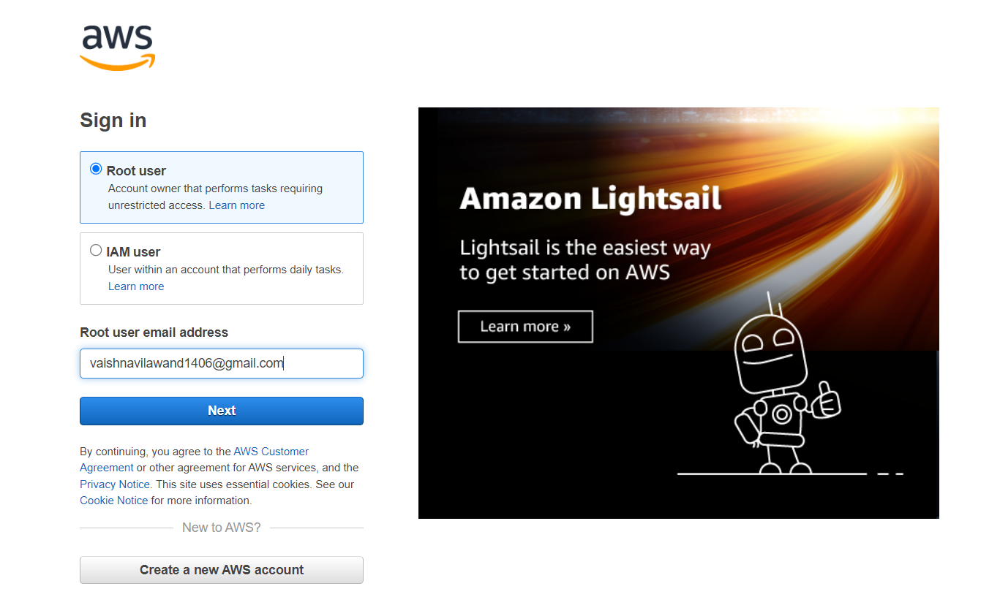 aws
Sign in
Root user
Account owner that performs tasks requiring
unrestricted access. Learn more
IAM user
User within an account that performs daily tasks.
Learn more
Root user email address
vaishnavilawand1406@gmail.com
Next
By continuing, you agree to the AWS Customer
Agreement or other agreement for AWS services, and the
Privacy Notice. This site uses essential cookies. See our
Cookie Notice for more information.
New to AWS?
Create a new AWS account
Amazon Lightsail
Lightsail is the easiest way
to get started on AWS
Learn more »